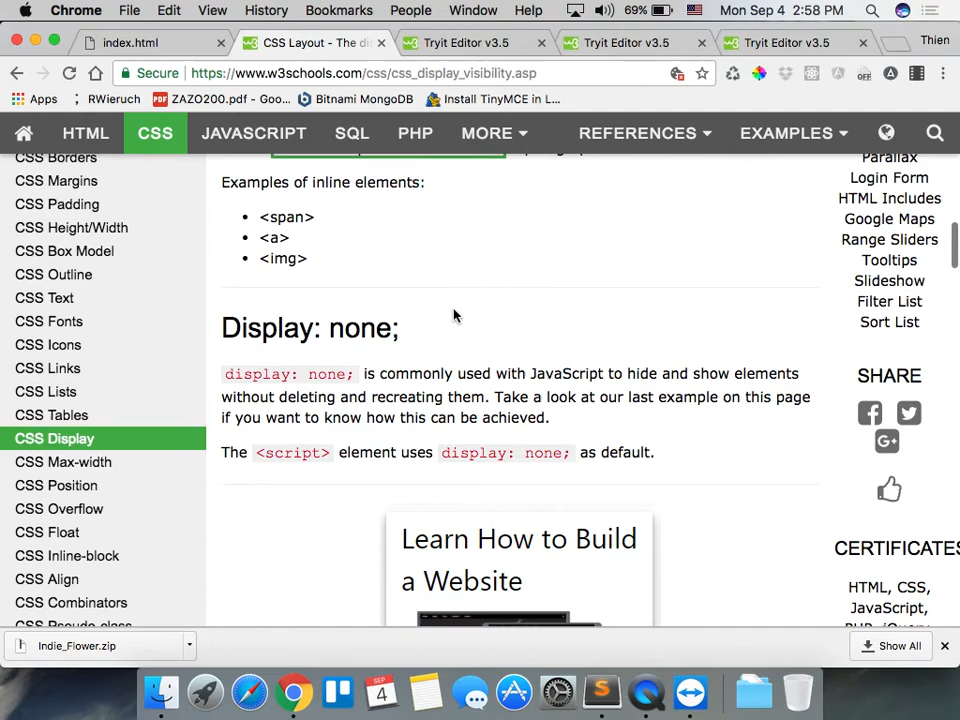 Chrome File Edit View History Bookmarks People Window Help 69% Mon Sep 4 2:58 PM
index.html CSS Layout - The di Tryit Editor v3.5 Tryit Editor v3.5 Tryit Editor v3.5 Thien
Secure https://www.w3schools.com/css/css_display_visibility.asp OFF
Apps RWieruch PDF ZAZO200.pdf - Goo... Bitnami MongoDB Install TinyMCE in L...
HTML CSS JAVASCRIPT SQL PHP MORE REFERENCES EXAMPLES
CSS Borders
CSS Margins
CSS Padding
CSS Height/Width
CSS Box Model
CSS Outline
CSS Text
CSS Fonts
CSS Icons
CSS Links
CSS Lists
CSS Tables
CSS Display
CSS Max-width
CSS Position
CSS Overflow
CSS Float
CSS Inline-block
CSS Align
CSS Combinators
Examples of inline elements:
• <span>
• <a>
• <img>
Display: none;
display: none; is commonly used with JavaScript to hide and show elements
without deleting and recreating them. Take a look at our last example on this page
if you want to know how this can be achieved.
The <script> element uses display: none; as default.
Learn How to Build
a Website
Parallax
Login Form
HTML Includes
Google Maps
Range Sliders
Tooltips
Slideshow
Filter List
Sort List
SHARE
CERTIFICATES
HTML, CSS,
JavaScript,
Indie_Flower.zip Show All